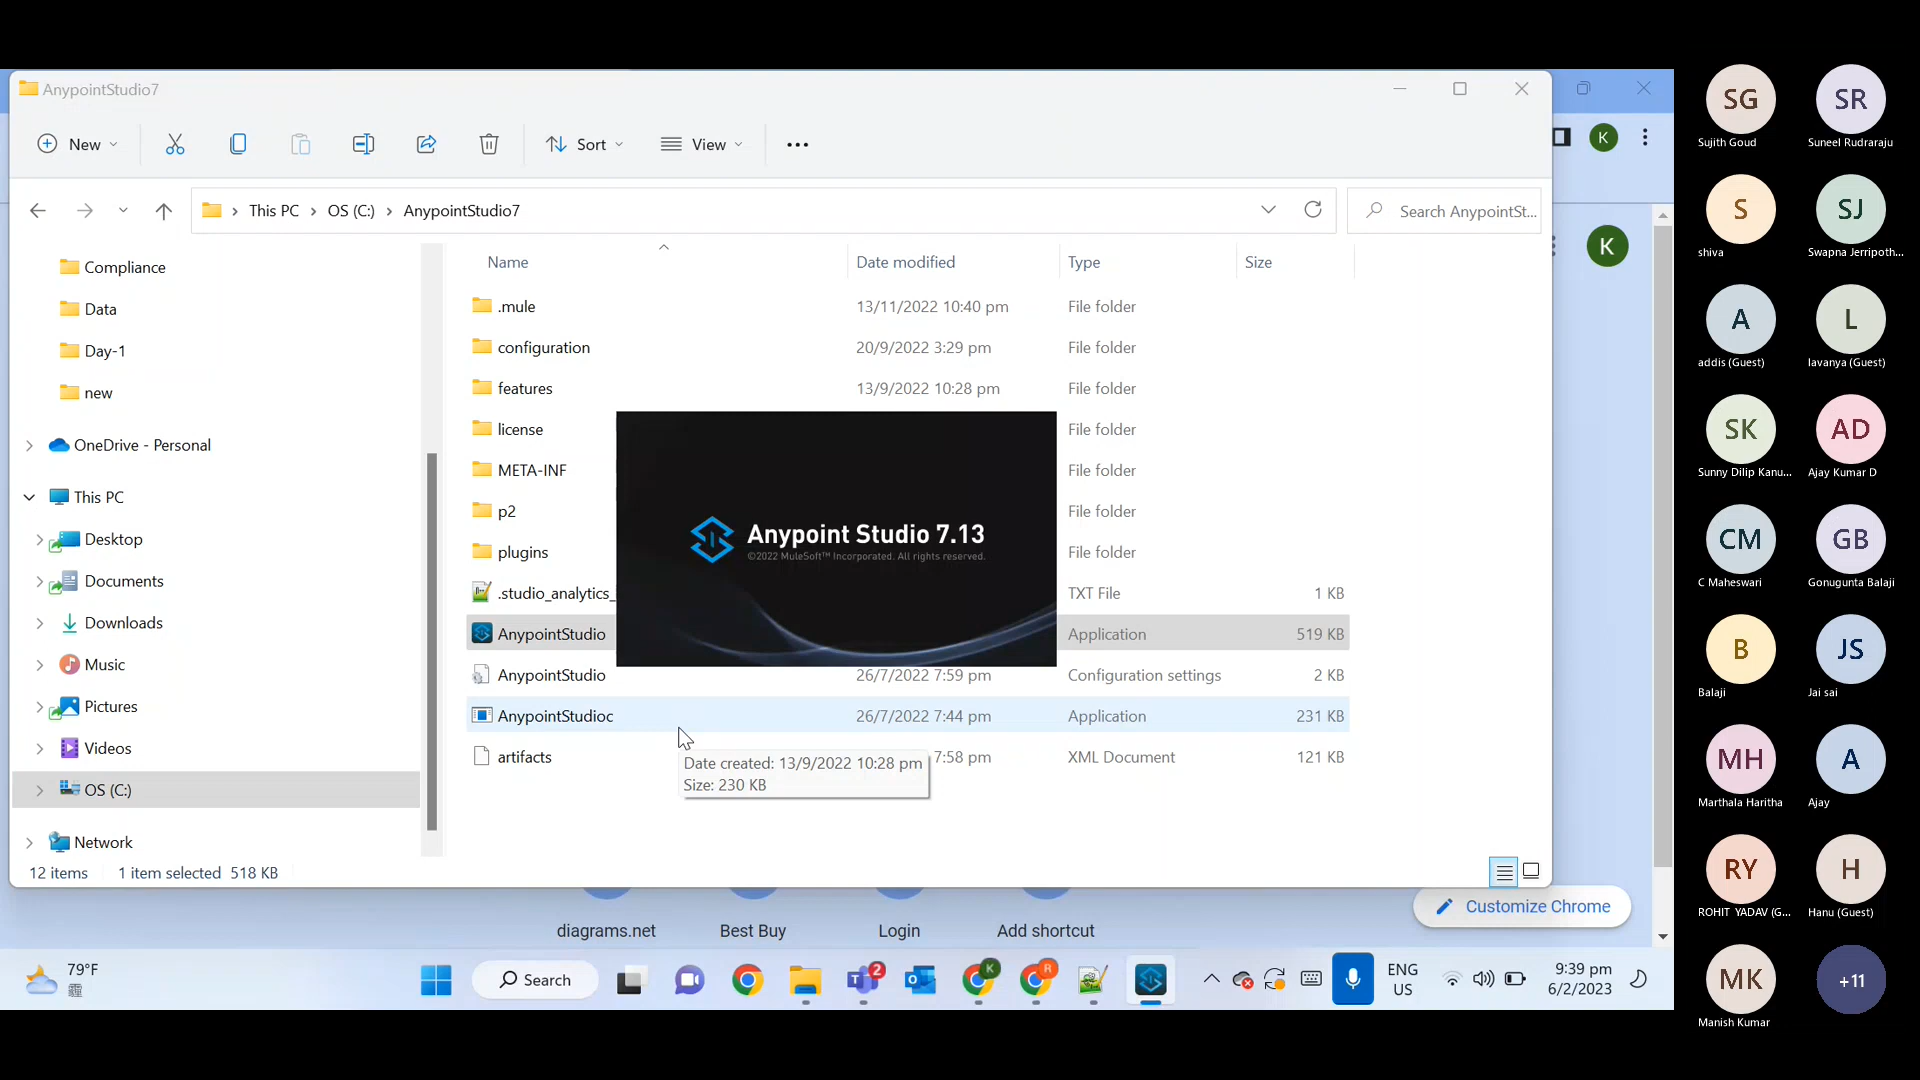 AnypointStudio7
New
Sort
View
This PC
OS (C:)
AnypointStudio7
Search AnypointSt...
K
K
Compliance
Data
Day-1
new
OneDrive - Personal
This PC
Desktop
Documents
Downloads
Music
Pictures
Videos
OS (C:)
Network
Name Date modified Type Size
.mule 13/11/2022 10:40 pm File folder
configuration 20/9/2022 3:29 pm File folder
features 13/9/2022 10:28 pm File folder
license File folder
META-INF File folder
p2 File folder
plugins File folder
.studio_analytics_ TXT File 1 KB
AnypointStudio Application 519 KB
AnypointStudio 26/7/2022 7:59 pm Configuration settings 2 KB
AnypointStudioc 26/7/2022 7:44 pm Application 231 KB
artifacts 7:58 pm XML Document 121 KB
Anypoint Studio 7.13
©2022 MuleSoft™ Incorporated. All rights reserved.
Date created: 13/9/2022 10:28 pm
Size: 230 KB
12 items 1 item selected 518 KB
Customize Chrome
diagrams.net
Best Buy
Login
Add shortcut
79°F
霾
Search
2
K
R
ENG
US
9:39 pm
6/2/2023
SG
Sujith Goud
SR
Suneel Rudraraju
S
shiva
SJ
Swapna Jerripoth...
A
addis (Guest)
L
lavanya (Guest)
SK
Sunny Dilip Kanu...
AD
Ajay Kumar D
CM
C Maheswari
GB
Gonugunta Balaji
B
Balaji
JS
Jai sai
MH
Marthala Haritha
A
Ajay
RY
ROHIT YADAV (G...
H
Hanu (Guest)
MK
Manish Kumar
+11